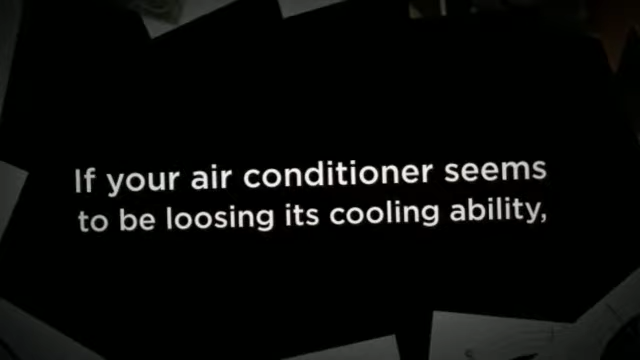 If your air conditioner seems
to be loosing its cooling ability,